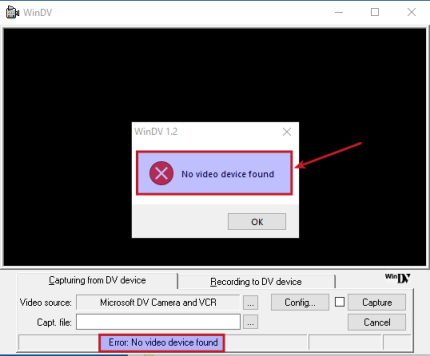 WinDV
WinDV 1.2
No video device found
OK
Capturing from DV device
Recording to DV device
WinDV
Video source:
Microsoft DV Camera and VCR
...
Config...
Capture
Capt. file:
...
Cancel
Error: No video device found